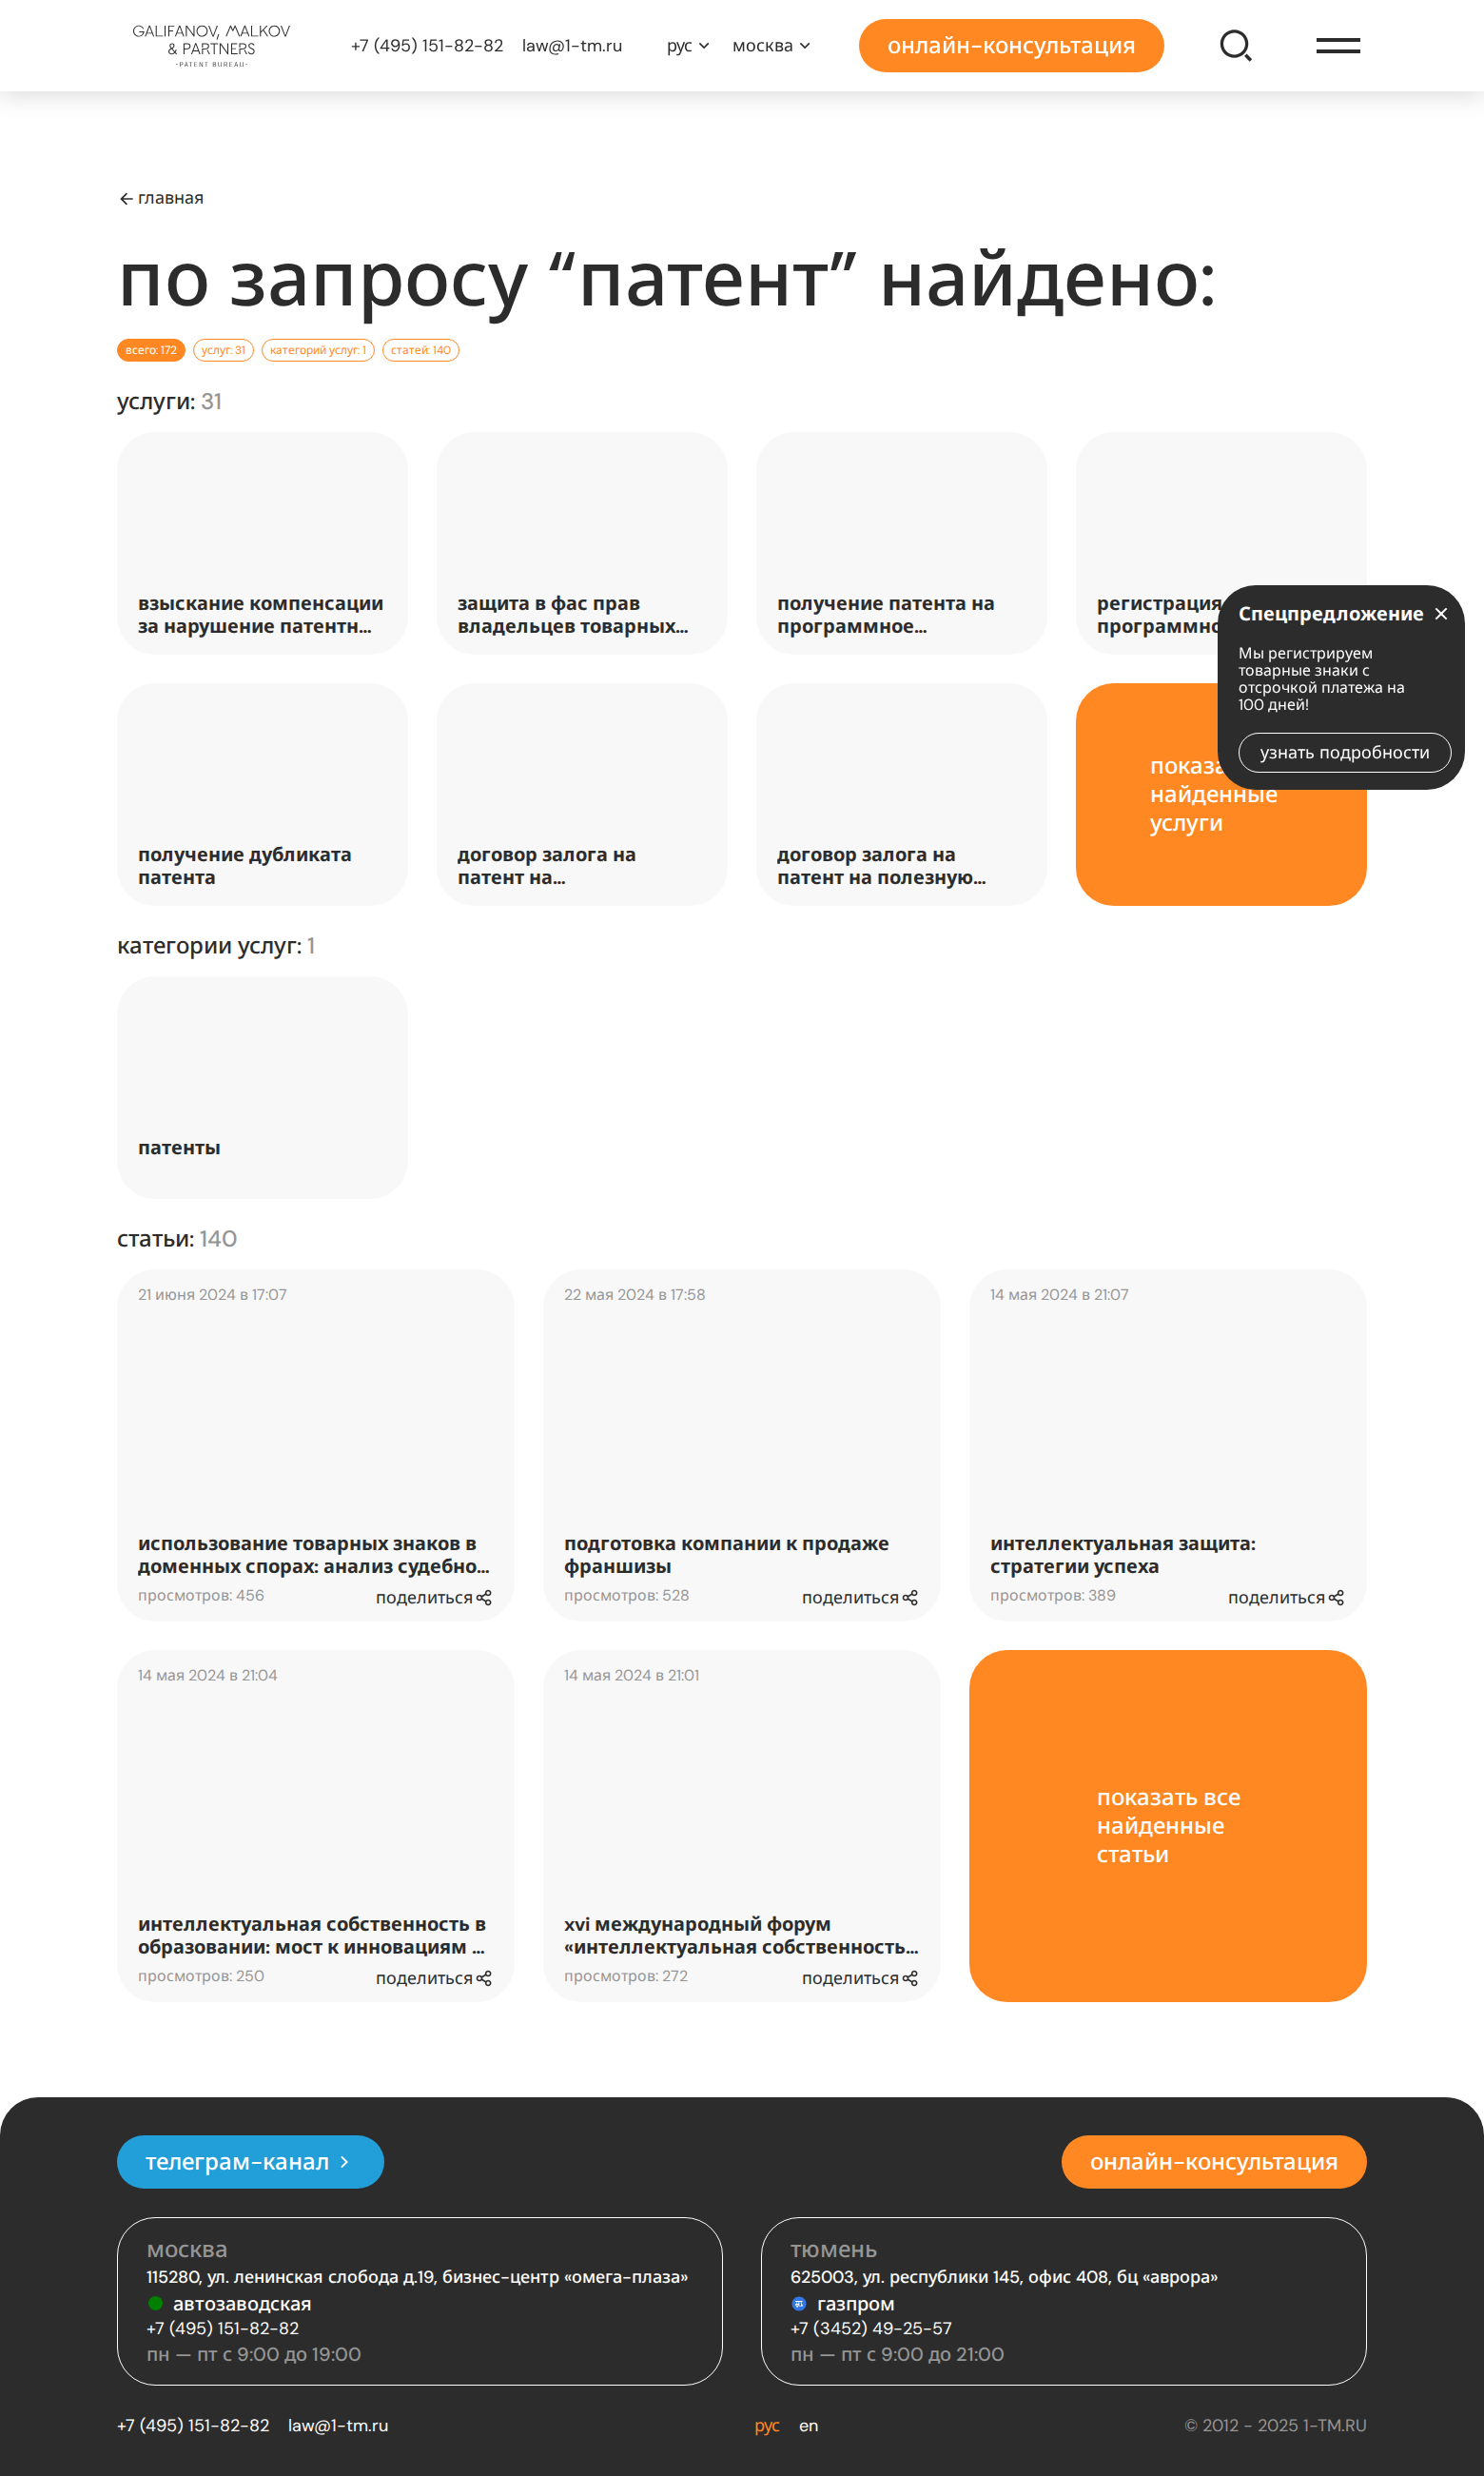 GALIFANOV, MALKOV
& PARTNERS
·PATENT BUREAU·
+7 (495) 151-82-82 law@1-tm.ru рус москва онлайн-консультация
главная
по запросу “патент” найдено:
всего: 172 услуг: 31 категорий услуг: 1 статей: 140
услуги: 31
взыскание компенсации
за нарушение патентн...
защита в фас прав
владельцев товарных...
получение патента на
программное...
регистрация
программно
Спецпредложение
Мы регистрируем
товарные знаки с
отсрочкой платежа на
100 дней!
узнать подробности
получение дубликата
патента
договор залога на
патент на...
договор залога на
патент на полезную...
найденные
услуги
категории услуг: 1
патенты
статьи: 140
21 июня 2024 в 17:07
использование товарных знаков в
доменных спорах: анализ судебно...
просмотров: 456 поделиться
22 мая 2024 в 17:58
подготовка компании к продаже
франшизы
просмотров: 528 поделиться
14 мая 2024 в 21:07
интеллектуальная защита:
стратегии успеха
просмотров: 389 поделиться
14 мая 2024 в 21:04
интеллектуальная собственность в
образовании: мост к инновациям ...
просмотров: 250 поделиться
14 мая 2024 в 21:01
xvi международный форум
«интеллектуальная собственность...
просмотров: 272 поделиться
показать все
найденные
статьи
телеграм-канал
онлайн-консультация
москва
115280, ул. ленинская слобода д.19, бизнес-центр «омега-плаза»
автозаводская
+7 (495) 151-82-82
пн — пт с 9:00 до 19:00
тюмень
625003, ул. республики 145, офис 408, бц «аврора»
газпром
+7 (3452) 49-25-57
пн — пт с 9:00 до 21:00
+7 (495) 151-82-82 law@1-tm.ru рус en © 2012 - 2025 1-TM.RU